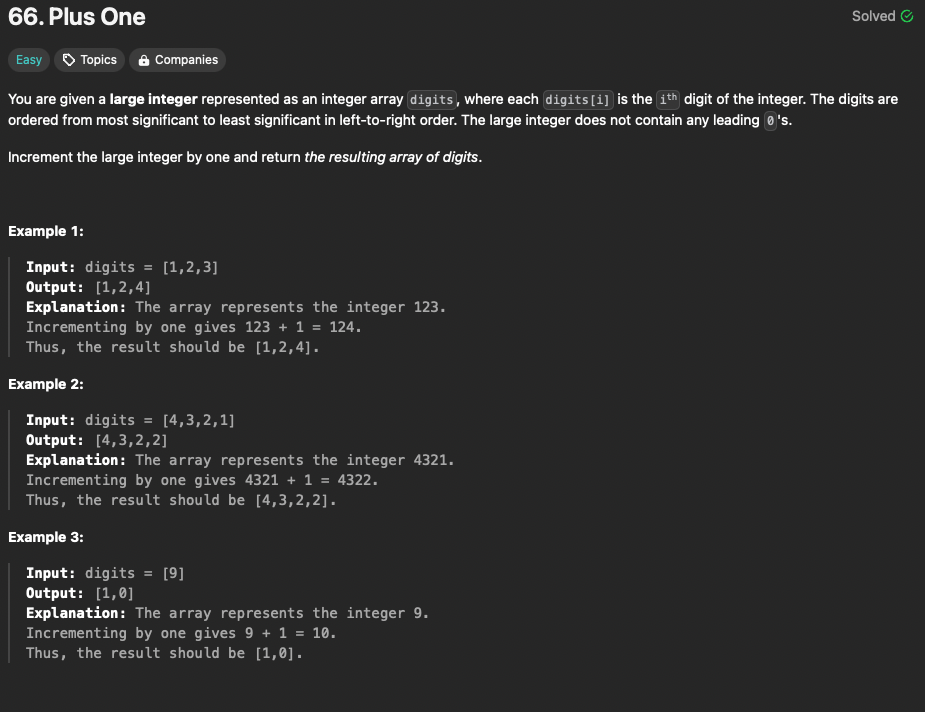 66. Plus One
Solved
Easy Topics Companies
You are given a large integer represented as an integer array digits, where each digits[i] is the ith digit of the integer. The digits are
ordered from most significant to least significant in left-to-right order. The large integer does not contain any leading 0's.
Increment the large integer by one and return the resulting array of digits.
Example 1:
Input: digits = [1,2,3]
Output: [1,2,4]
Explanation: The array represents the integer 123.
Incrementing by one gives 123 + 1 = 124.
Thus, the result should be [1,2,4].
Example 2:
Input: digits = [4,3,2,1]
Output: [4,3,2,2]
Explanation: The array represents the integer 4321.
Incrementing by one gives 4321 + 1 = 4322.
Thus, the result should be [4,3,2,2].
Example 3:
Input: digits = [9]
Output: [1,0]
Explanation: The array represents the integer 9.
Incrementing by one gives 9 + 1 = 10.
Thus, the result should be [1,0].